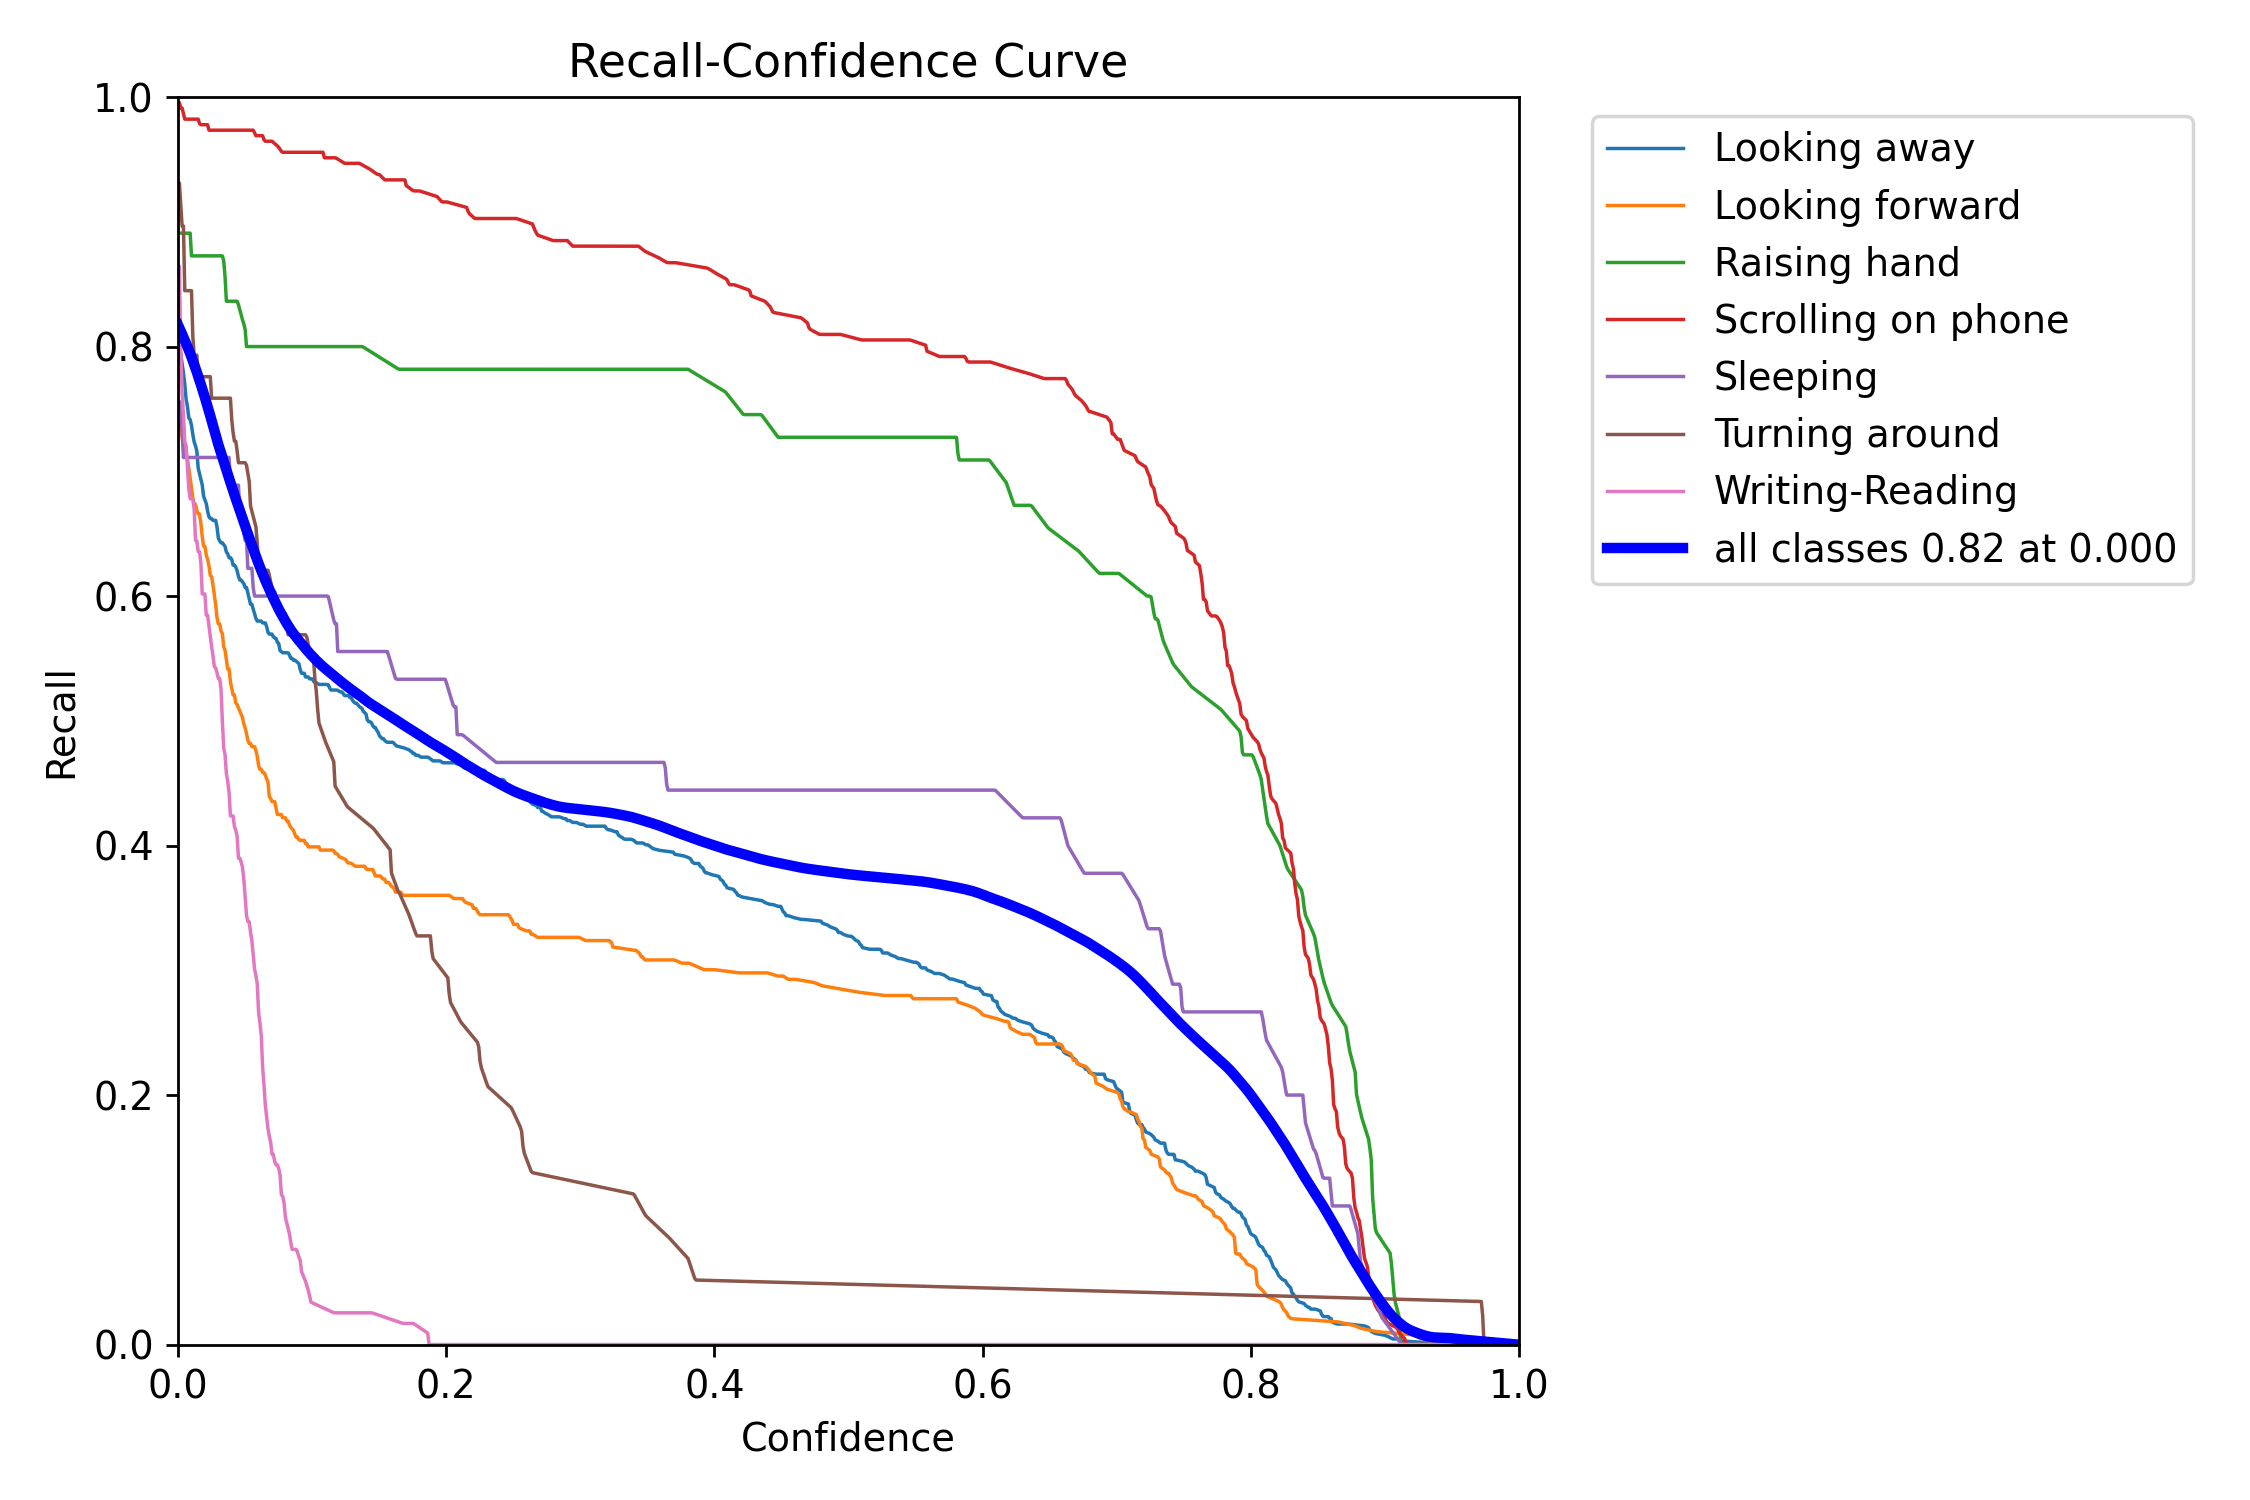 Recall-Confidence Curve
1.0
0.8
0.6
0.4
0.2
0.0
Recall
0.0 0.2 0.4 0.6 0.8 1.0
Confidence
Looking away
Looking forward
Raising hand
Scrolling on phone
Sleeping
Turning around
Writing-Reading
all classes 0.82 at 0.000